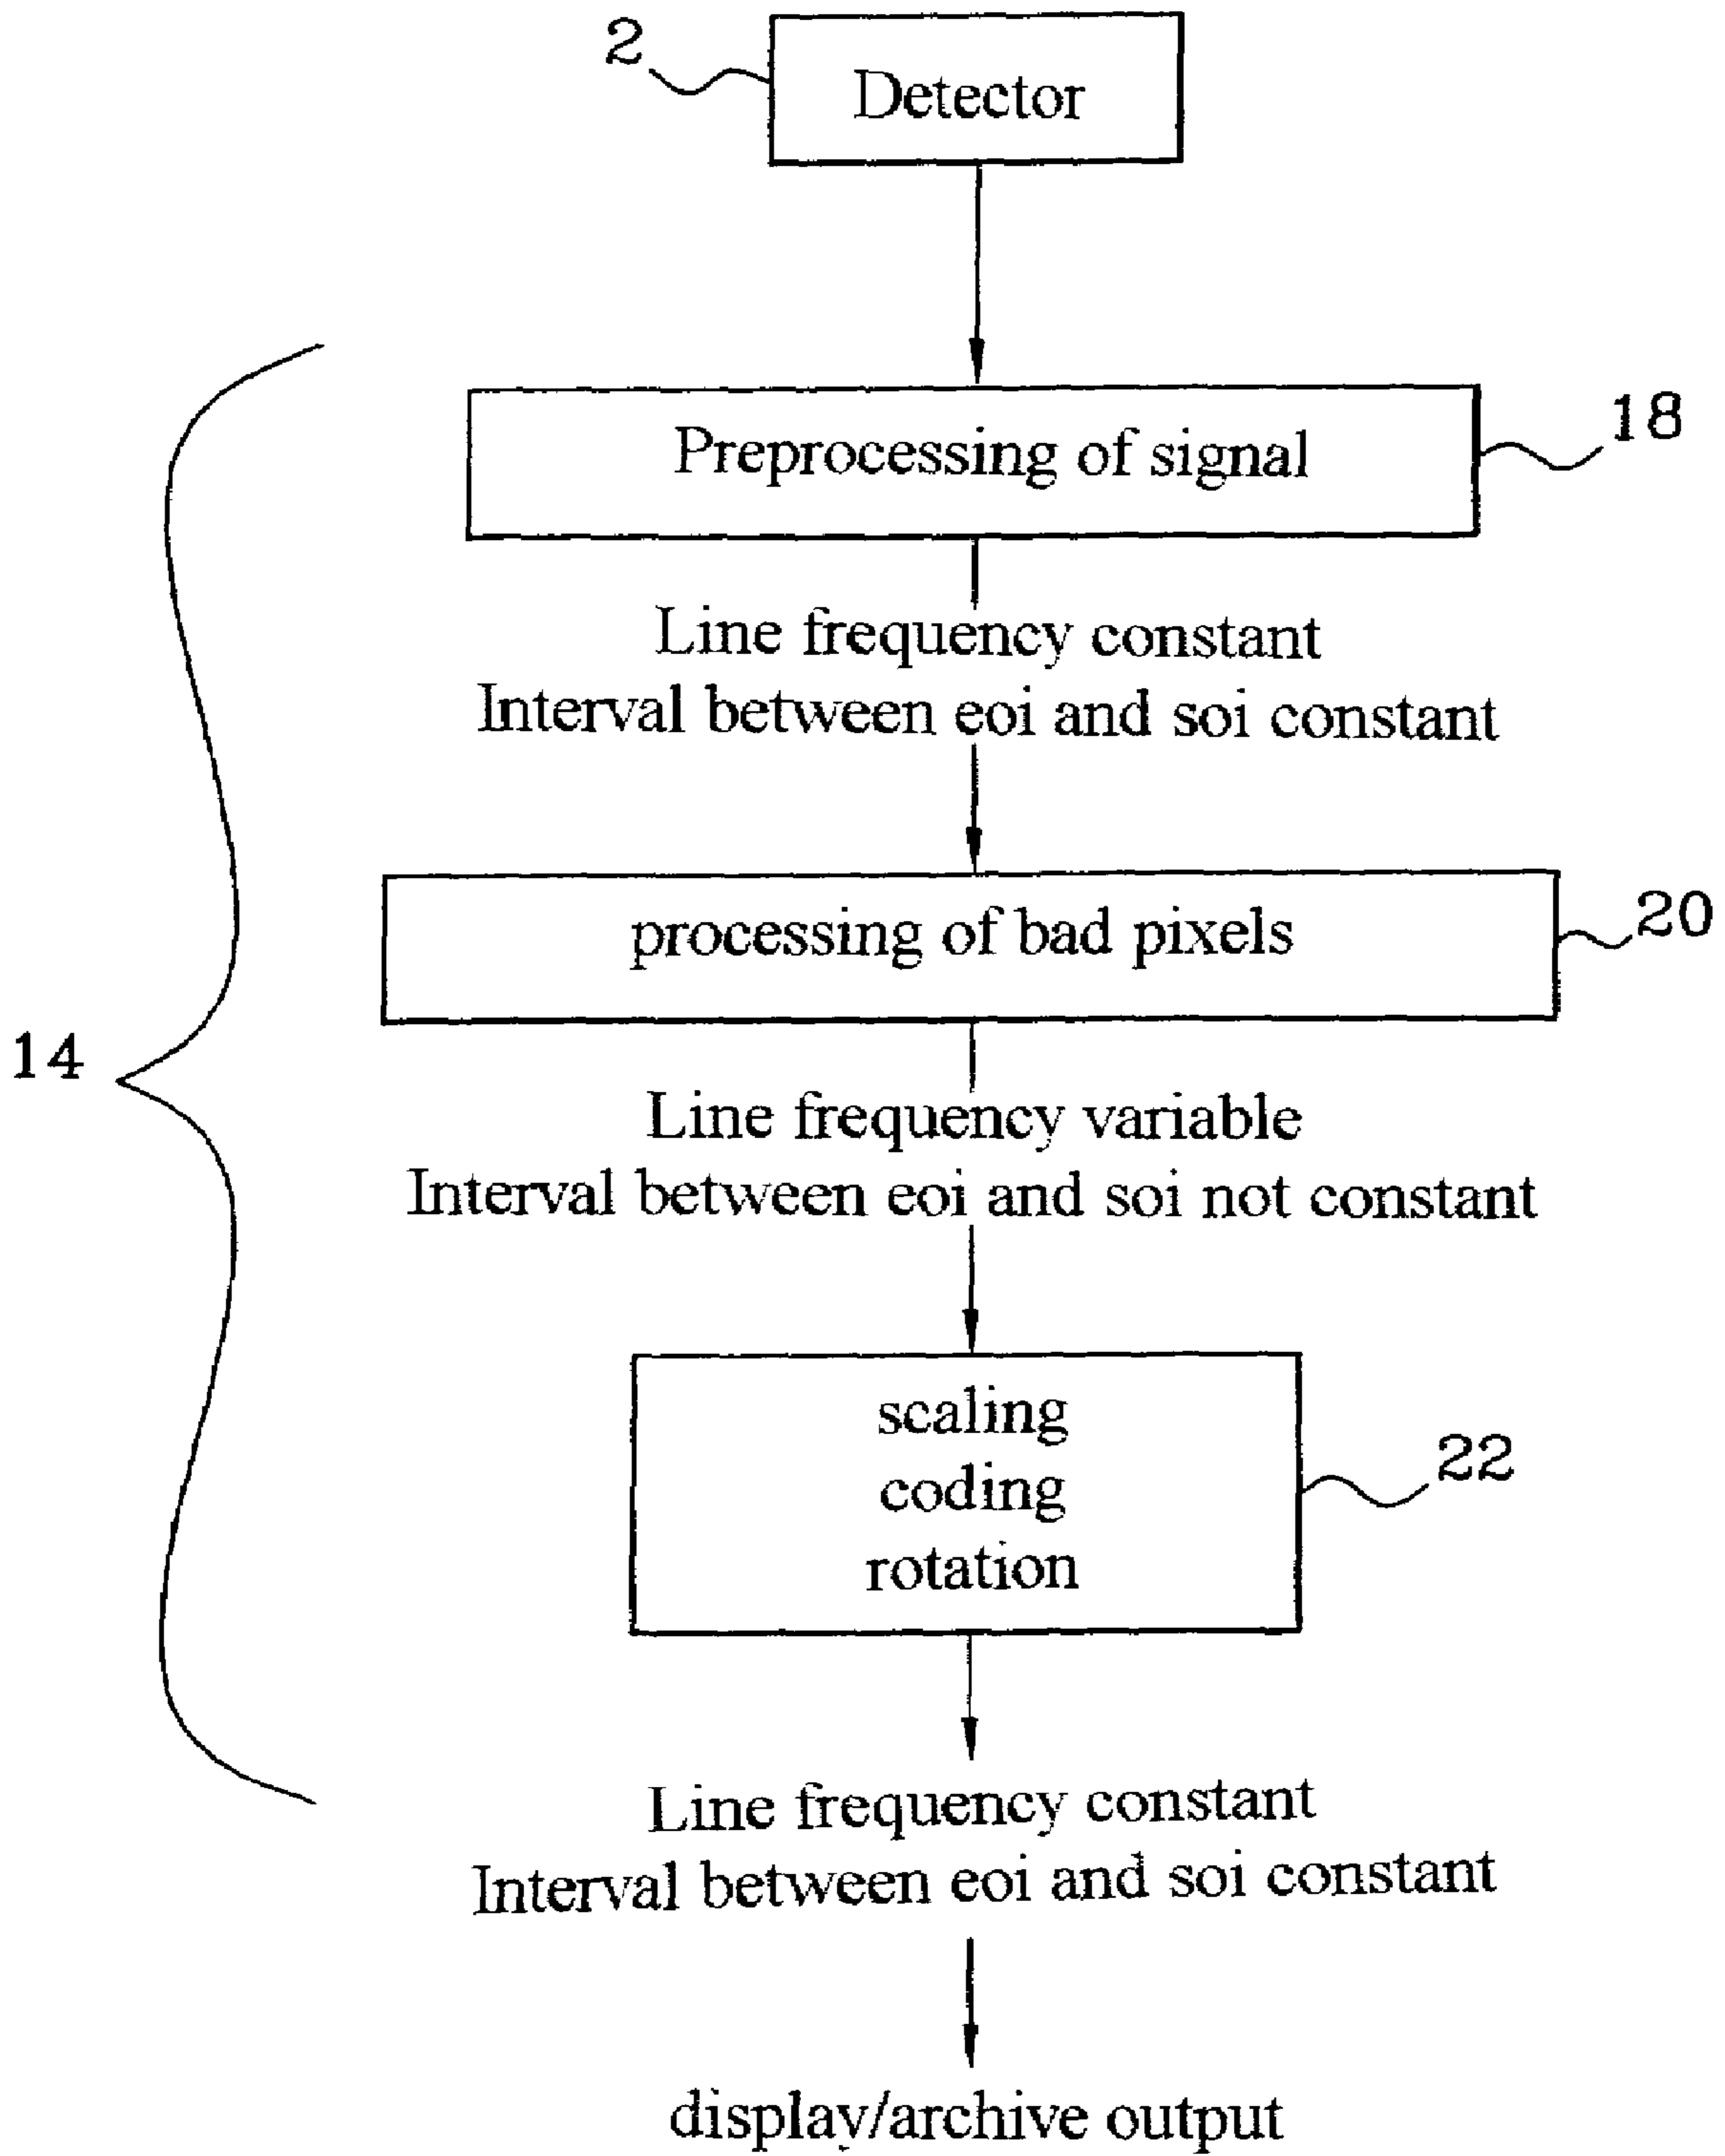 2
Detector
Preprocessing of signal
18
Line frequency constant
Interval between eoi and soi constant
processing of bad pixels
20
14
Line frequency variable
Interval between eoi and soi not constant
scaling
coding
rotation
22
Line frequency constant
Interval between eoi and soi constant
display/archive output